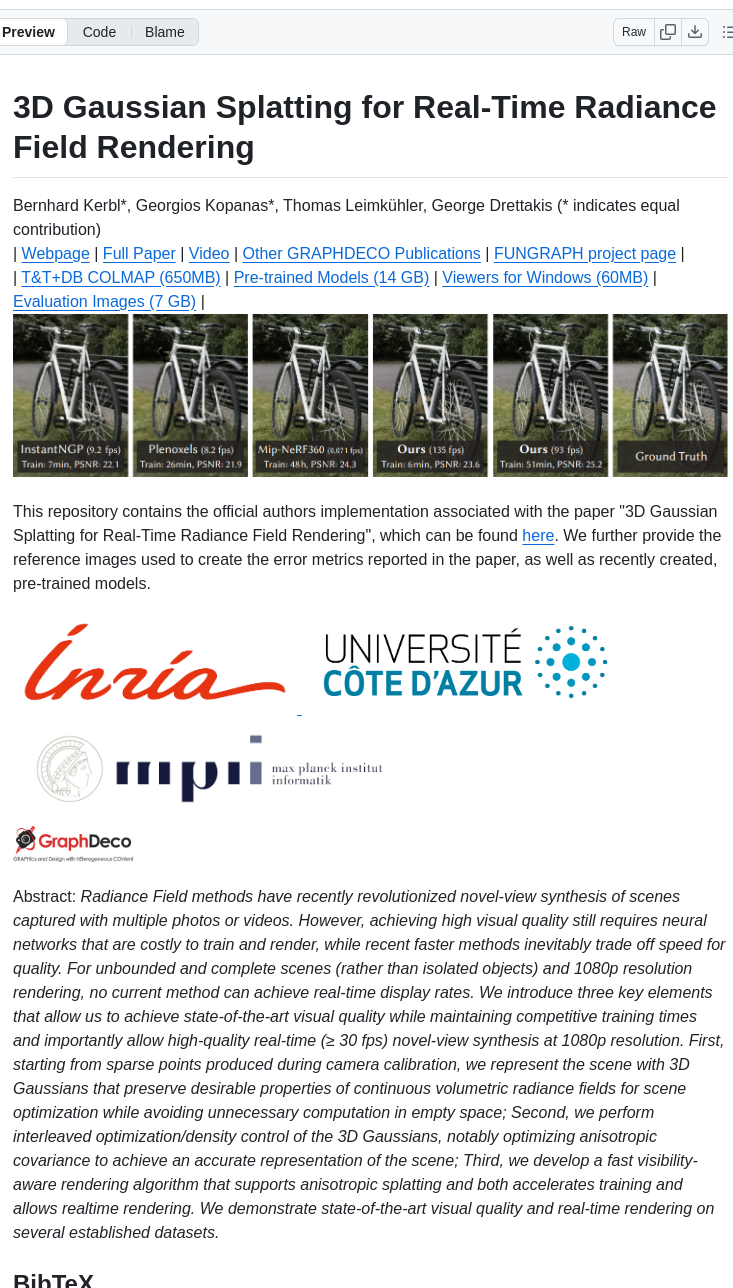 Preview Code Blame Raw
3D Gaussian Splatting for Real-Time Radiance
Field Rendering
Bernhard Kerbl*, Georgios Kopanas*, Thomas Leimkühler, George Drettakis (* indicates equal
contribution)
| Webpage | Full Paper | Video | Other GRAPHDECO Publications | FUNGRAPH project page |
| T&T+DB COLMAP (650MB) | Pre-trained Models (14 GB) | Viewers for Windows (60MB) |
Evaluation Images (7 GB) |
InstantNGP (9.2 fps)
Train: 7min, PSNR: 22.1
Plenoxels (8.2 fps)
Train: 26min, PSNR: 21.9
Mip-NeRF360 (0.071 fps)
Train: 48h, PSNR: 24.3
Ours (135 fps)
Train: 6min, PSNR: 23.6
Ours (93 fps)
Train: 51min, PSNR: 25.2
Ground Truth
This repository contains the official authors implementation associated with the paper "3D Gaussian
Splatting for Real-Time Radiance Field Rendering", which can be found here. We further provide the
reference images used to create the error metrics reported in the paper, as well as recently created,
pre-trained models.
Inría
UNIVERSITÉ
CÔTE D'AZUR
mpii
max planck institut
informatik
GraphDeco
GRAPHics and DEsign with hEterogeneous COntent
Abstract: Radiance Field methods have recently revolutionized novel-view synthesis of scenes
captured with multiple photos or videos. However, achieving high visual quality still requires neural
networks that are costly to train and render, while recent faster methods inevitably trade off speed for
quality. For unbounded and complete scenes (rather than isolated objects) and 1080p resolution
rendering, no current method can achieve real-time display rates. We introduce three key elements
that allow us to achieve state-of-the-art visual quality while maintaining competitive training times
and importantly allow high-quality real-time (≥ 30 fps) novel-view synthesis at 1080p resolution. First,
starting from sparse points produced during camera calibration, we represent the scene with 3D
Gaussians that preserve desirable properties of continuous volumetric radiance fields for scene
optimization while avoiding unnecessary computation in empty space; Second, we perform
interleaved optimization/density control of the 3D Gaussians, notably optimizing anisotropic
covariance to achieve an accurate representation of the scene; Third, we develop a fast visibility-
aware rendering algorithm that supports anisotropic splatting and both accelerates training and
allows realtime rendering. We demonstrate state-of-the-art visual quality and real-time rendering on
several established datasets.
BibTeX